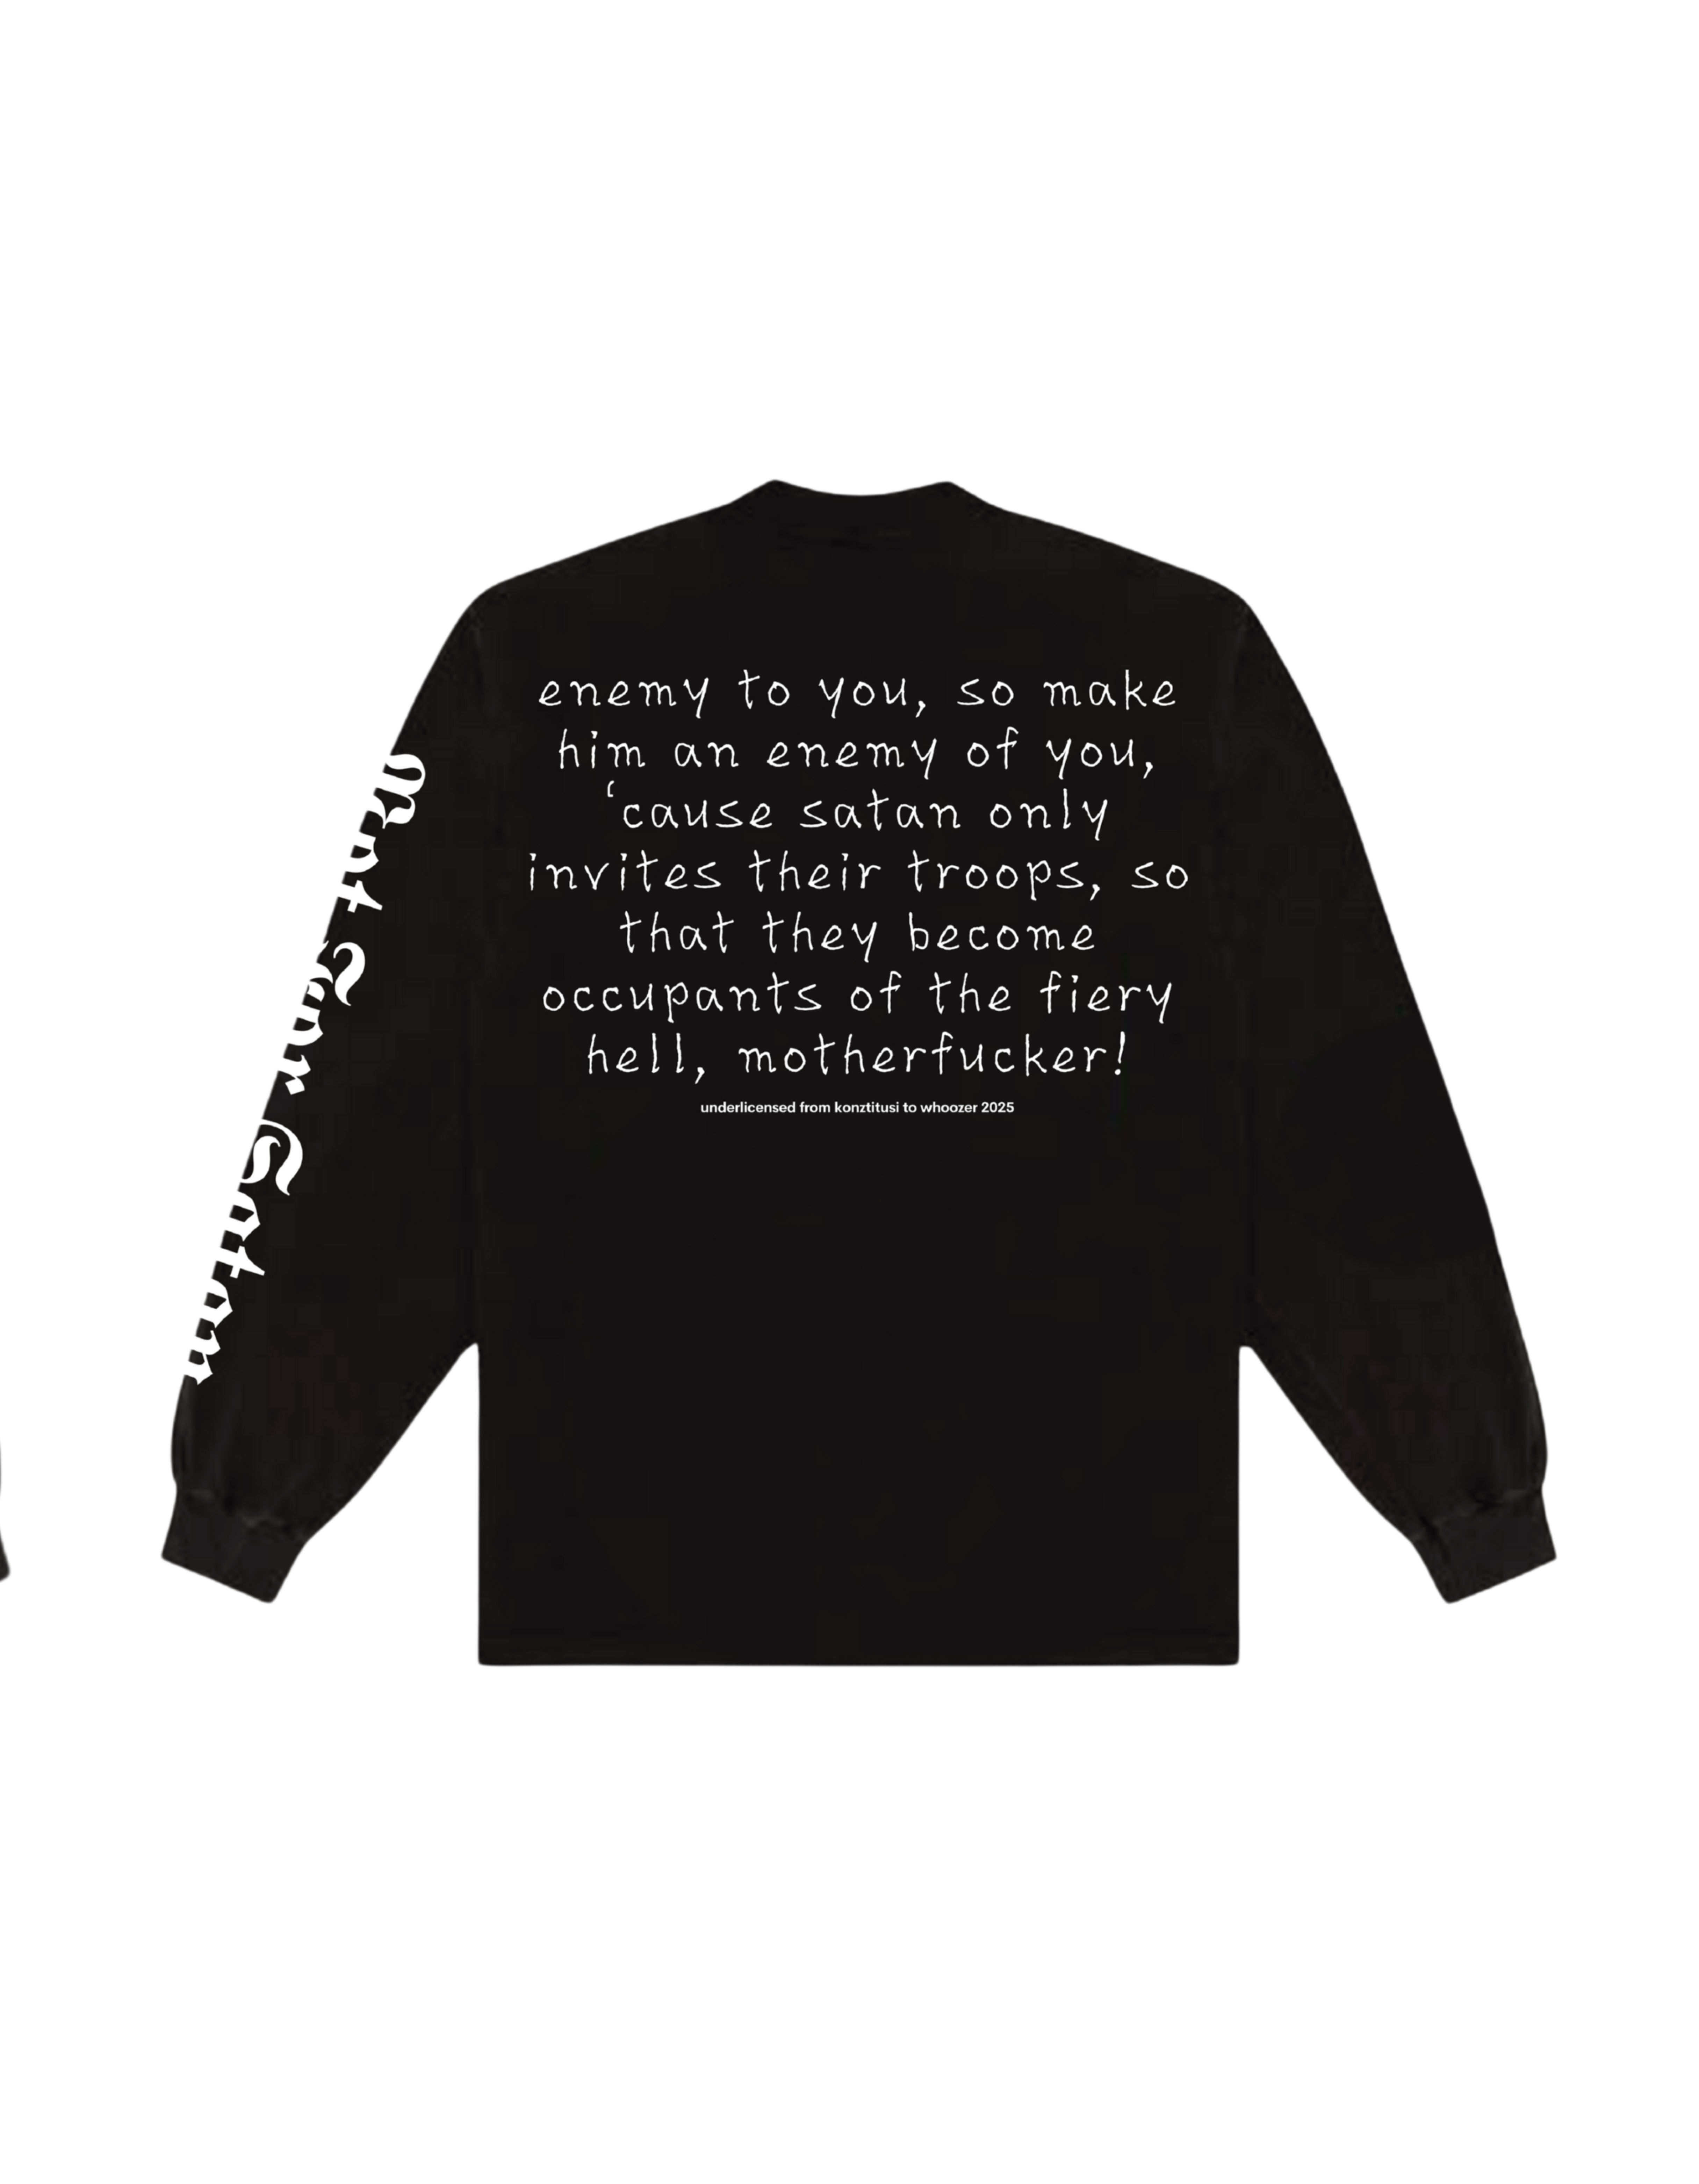 enemy to you, so make
him an enemy of you,
‘cause satan only
invites their troops, so
that they become
occupants of the fiery
hell, motherfucker!
underlicensed from konztitusi to whoozer 2025
Satan